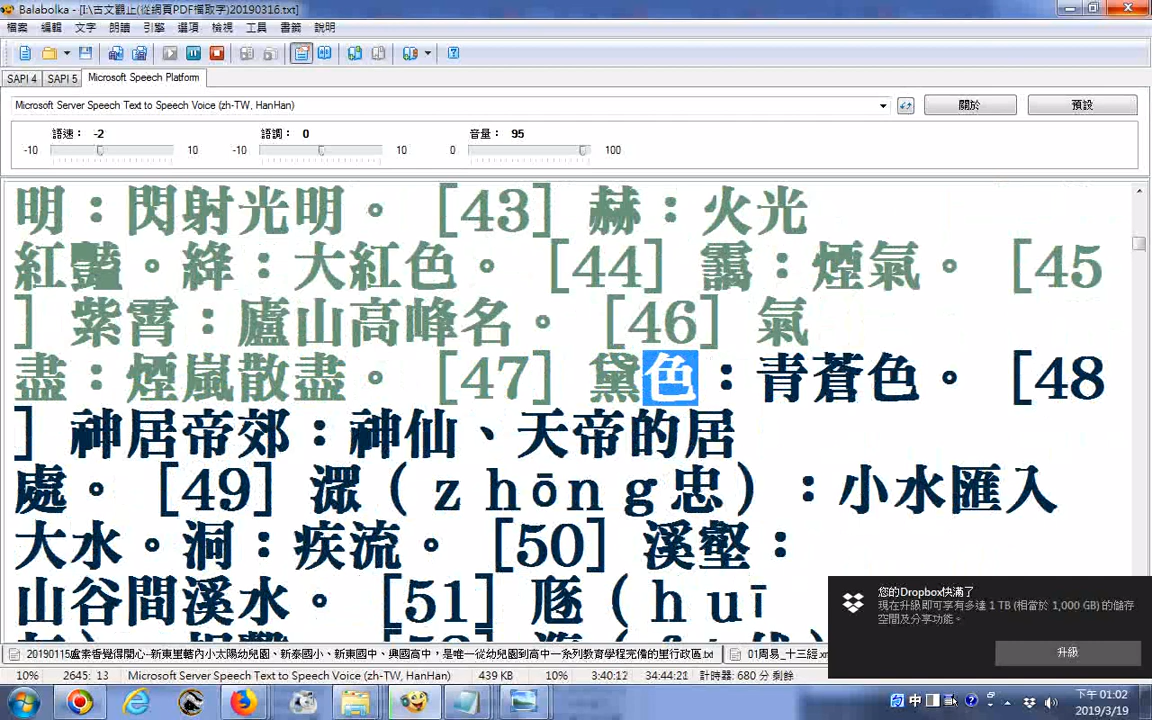 Balabolka - [I:\古文觀止(從網頁PDF擷取字)20190316.txt]
檔案 編輯 文字 朗讀 引擎 選項 檢視 工具 書籤 說明
SAPI 4 SAPI 5 Microsoft Speech Platform
Microsoft Server Speech Text to Speech Voice (zh-TW, HanHan)
關於 預設
語速： -2 語調： 0 音量： 95
-10 10 -10 10 0 100
明：閃射光明。［43］ 赫：火光
紅豔。絳：大紅色。［44］ 靄：煙氣。［45
］ 紫霄：廬山高峰名。［46］ 氣
盡：煙嵐散盡。［47］ 黛色：青蒼色。［48
］ 神居帝郊：神仙、天帝的居
處。［49］ 潀（zhōng忠）：小水匯入
大水。洞：疾流。［50］ 溪壑：
山谷間溪水。［51］ 豗（huī
您的Dropbox快滿了
現在升級即可享有多達 1 TB (相當於 1,000 GB) 的儲存
空間及分享功能。
升級
20190115盧素香覺得開心--新東里轄內小太陽幼兒園、新泰國小、新東國中、興國高中，是唯一從幼兒園到高中一系列教育學程完備的里行政區.txt 01周易_十三經.xm
10% 2645: 13 Microsoft Server Speech Text to Speech Voice (zh-TW, HanHan) 439 KB 10% 3:40:12 34:44:21 計時器: 680 分 剩餘
中 下午 01:02
2019/3/19